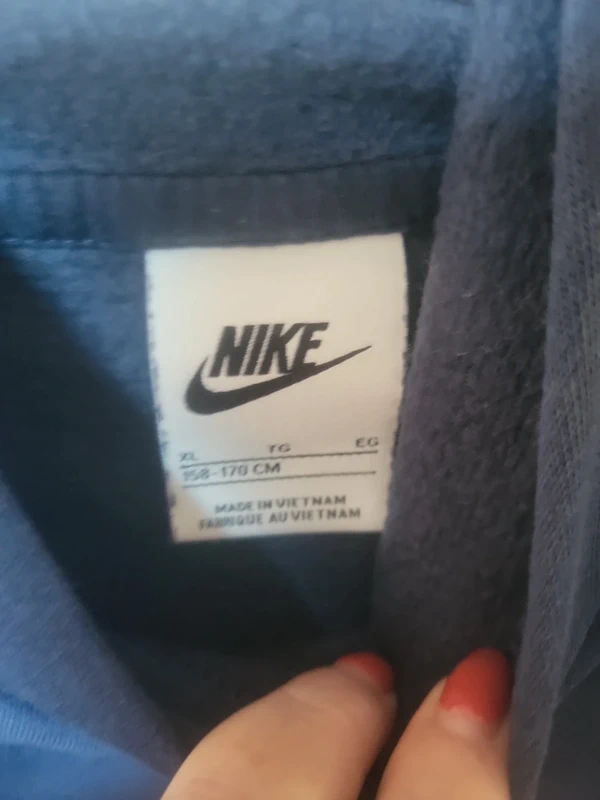 NIKE
XL TG EG
158-170 CM
MADE IN VIETNAM
FABRIQUE AU VIETNAM